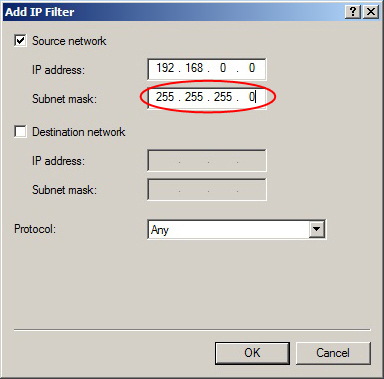 Add IP Filter
Source network
IP address: 192 . 168 . 0 . 0
Subnet mask: 255 . 255 . 255 . 0
Destination network
IP address: . . .
Subnet mask: . . .
Protocol: Any
OK Cancel